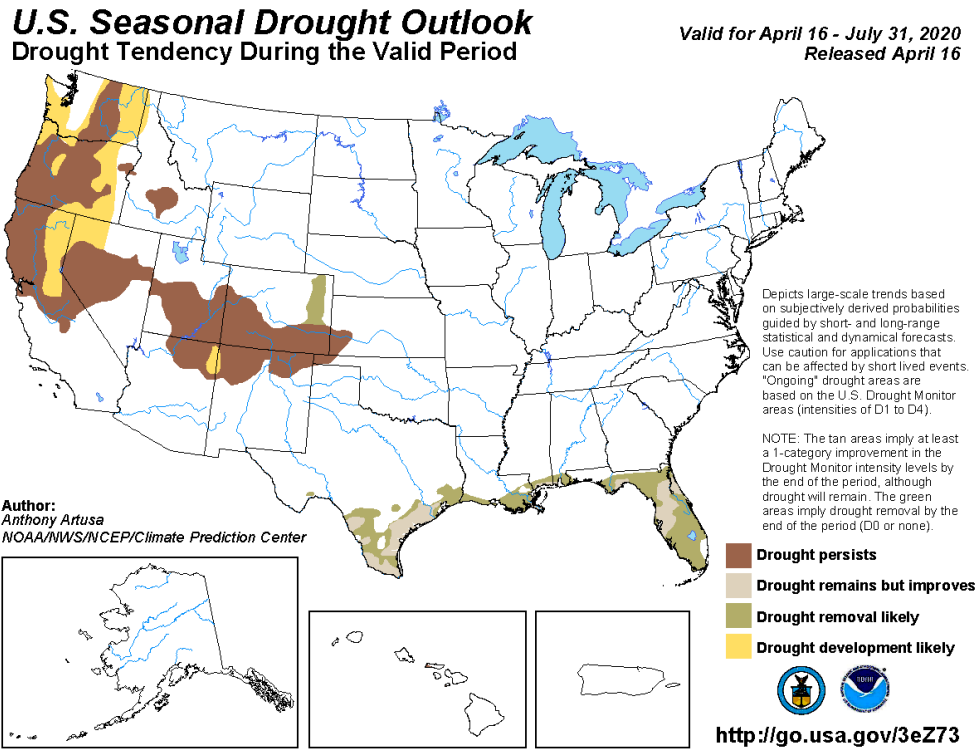 U.S. Seasonal Drought Outlook
Drought Tendency During the Valid Period
Valid for April 16 - July 31, 2020
Released April 16
Depicts large-scale trends based
on subjectively derived probabilities
guided by short- and long-range
statistical and dynamical forecasts.
Use caution for applications that
can be affected by short lived events.
"Ongoing" drought areas are
based on the U.S. Drought Monitor
areas (intensities of D1 to D4).
NOTE: The tan areas imply at least
a 1-category improvement in the
Drought Monitor intensity levels by
the end of the period, although
drought will remain. The green
areas imply drought removal by the
end of the period (D0 or none).
Author:
Anthony Artusa
NOAA/NWS/NCEP/Climate Prediction Center
Drought persists
Drought remains but improves
Drought removal likely
Drought development likely
http://go.usa.gov/3eZ73